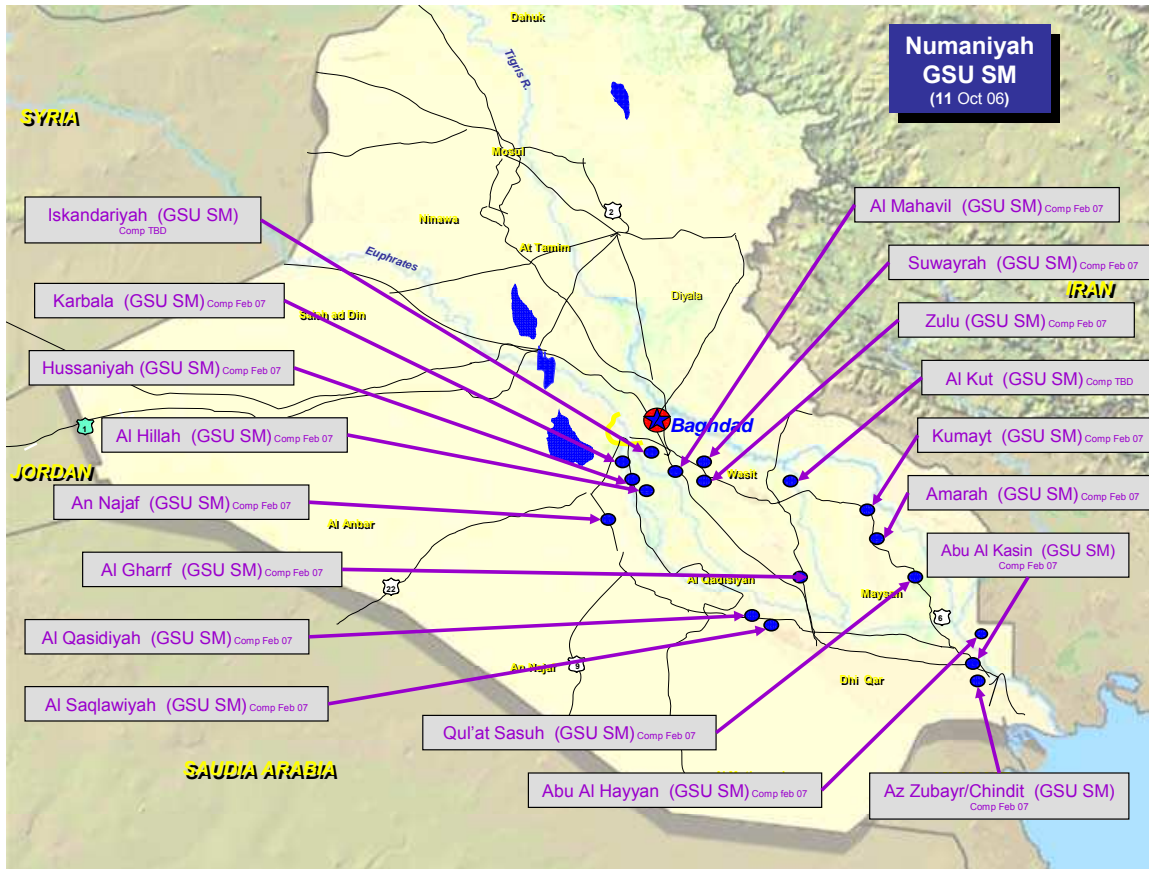 Numaniyah
GSU SM
(11 Oct 06)
Dahuk
Tigris R.
SYRIA
Mosul
2
Ninawa
At Tamim
Euphrates
Diyala
Salah ad Din
IRAN
Baghdad
1
JORDAN
Wasit
Al Anbar
22
Al Qadisiyah
Maysan
6
An Najaf
9
Dhi Qar
SAUDIA ARABIA
Iskandariyah (GSU SM)
Comp TBD
Karbala (GSU SM) Comp Feb 07
Hussaniyah (GSU SM) Comp Feb 07
Al Hillah (GSU SM) Comp Feb 07
An Najaf (GSU SM) Comp Feb 07
Al Gharrf (GSU SM) Comp Feb 07
Al Qasidiyah (GSU SM) Comp Feb 07
Al Saqlawiyah (GSU SM) Comp Feb 07
Al Mahavil (GSU SM) Comp Feb 07
Suwayrah (GSU SM) Comp Feb 07
Zulu (GSU SM) Comp Feb 07
Al Kut (GSU SM) Comp TBD
Kumayt (GSU SM) Comp Feb 07
Amarah (GSU SM) Comp Feb 07
Abu Al Kasin (GSU SM)
Comp Feb 07
Qul'at Sasuh (GSU SM) Comp Feb 07
Abu Al Hayyan (GSU SM) Comp feb 07
Az Zubayr/Chindit (GSU SM)
Comp Feb 07